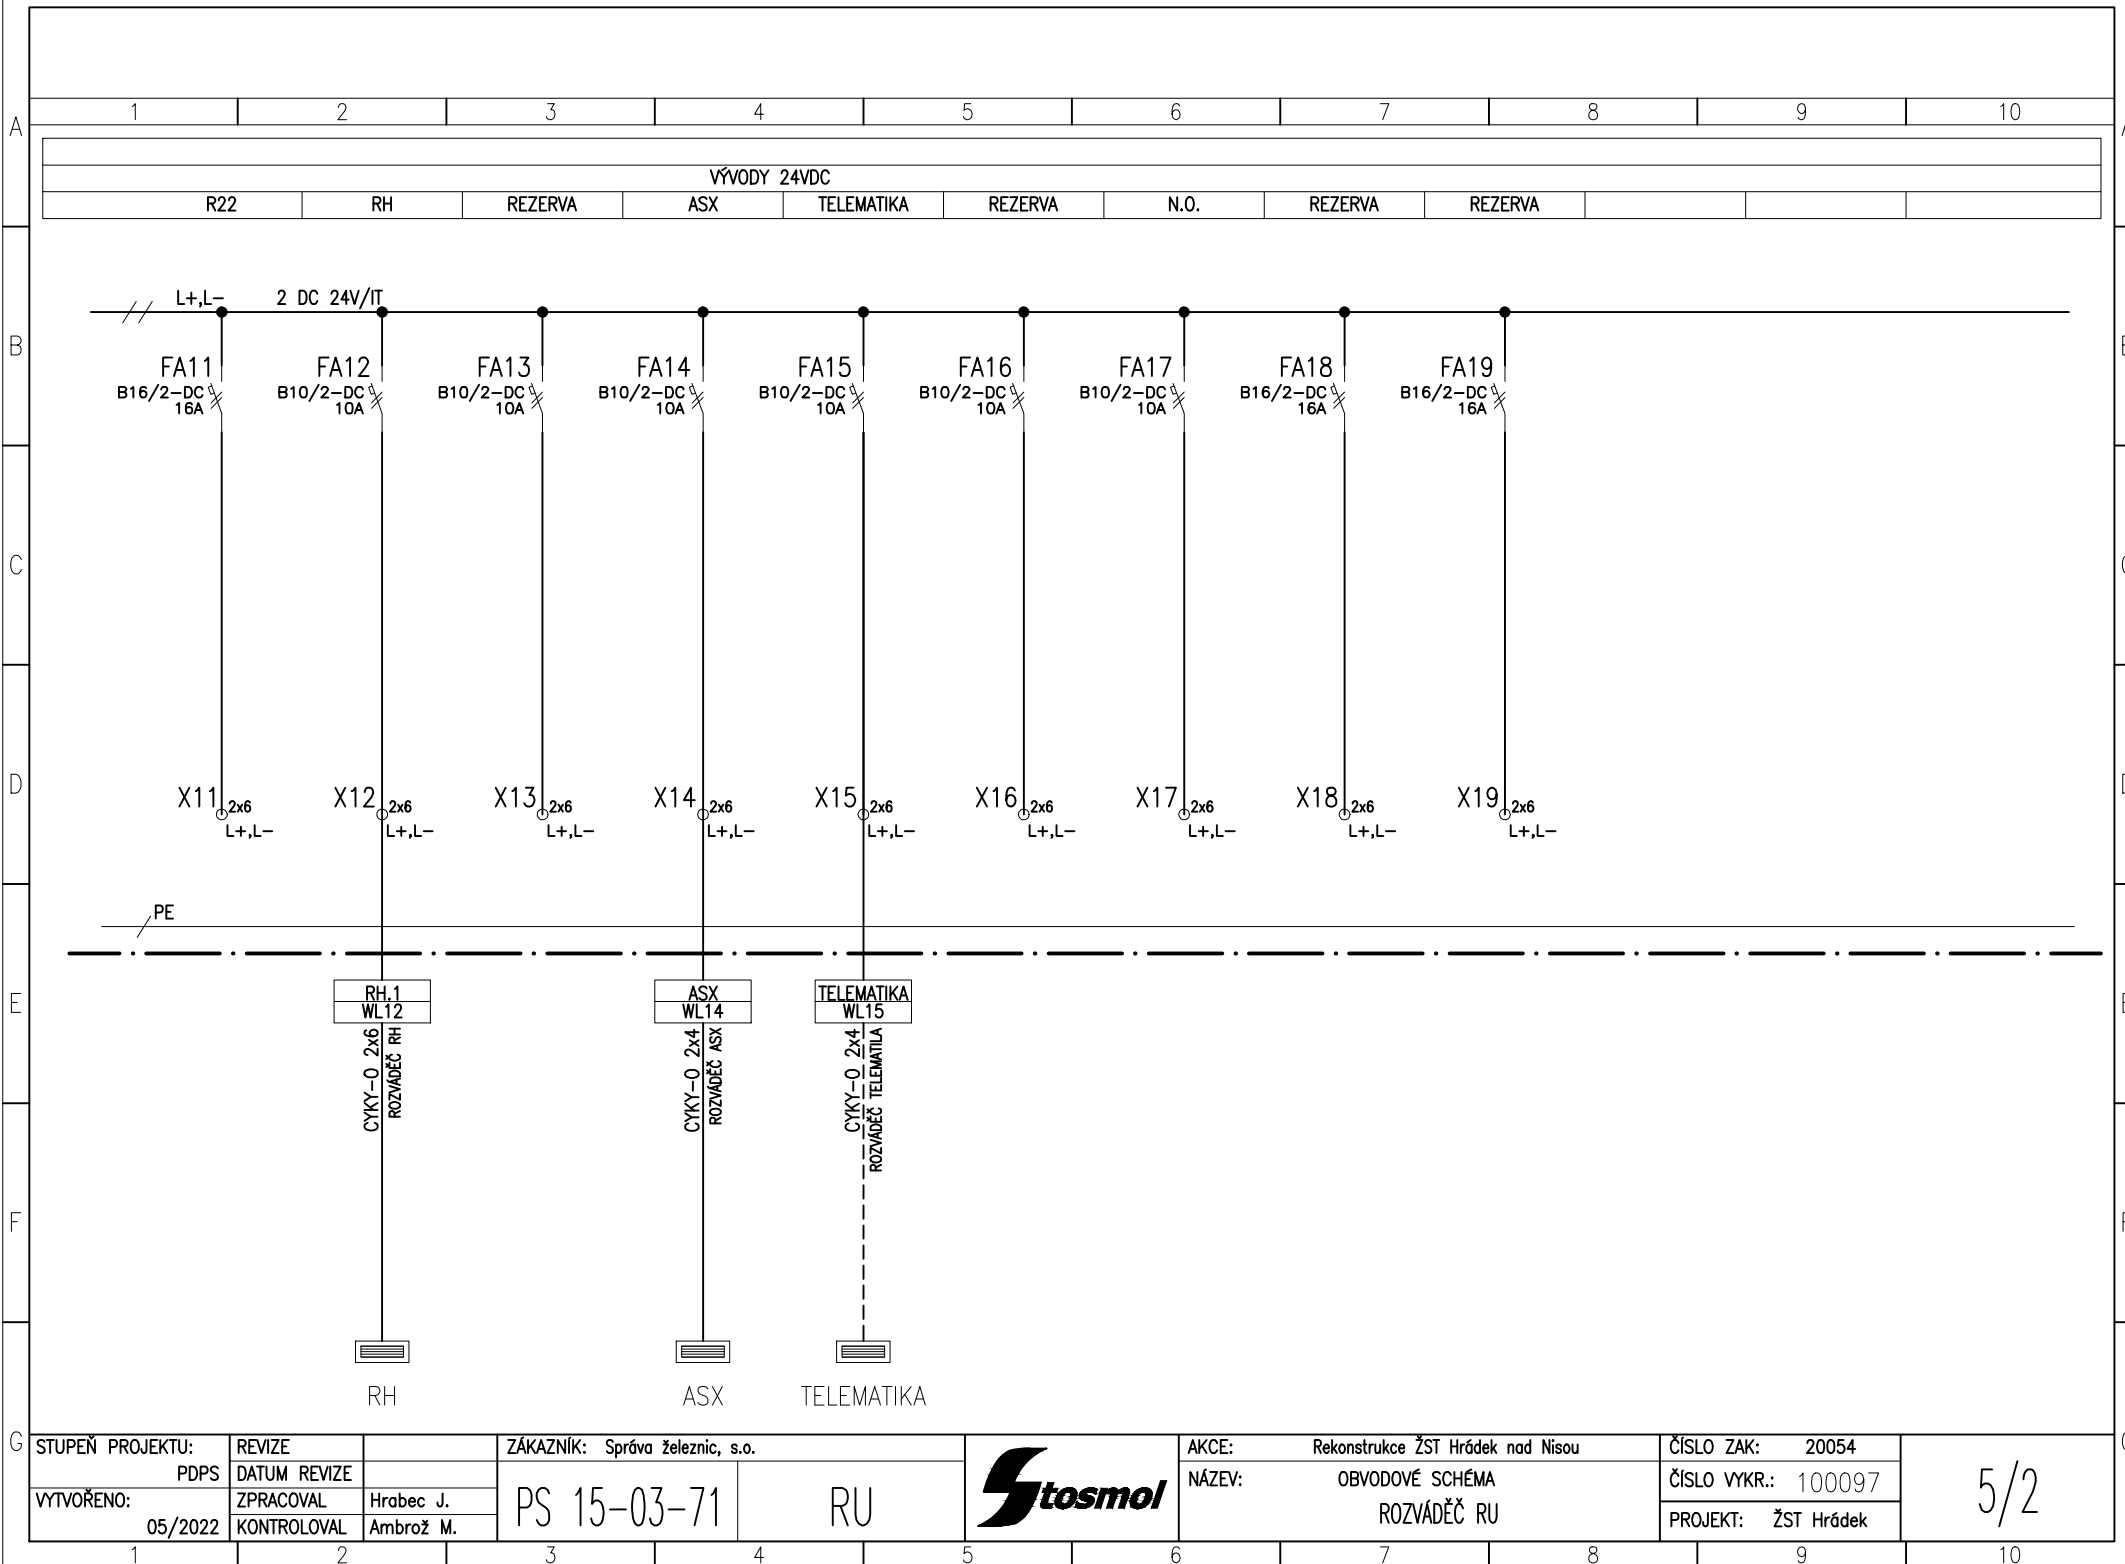 1 2 3 4 5 6 7 8 9 10
A
VÝVODY 24VDC
R22 RH REZERVA ASX TELEMATIKA REZERVA N.O. REZERVA REZERVA
L+,L- 2 DC 24V/IT
B
FA11 FA12 FA13 FA14 FA15 FA16 FA17 FA18 FA19
B16/2-DC B10/2-DC B10/2-DC B10/2-DC B10/2-DC B10/2-DC B10/2-DC B16/2-DC B16/2-DC
16A 10A 10A 10A 10A 10A 10A 16A 16A
C
D
X11 2x6 X12 2x6 X13 2x6 X14 2x6 X15 2x6 X16 2x6 X17 2x6 X18 2x6 X19 2x6
L+,L- L+,L- L+,L- L+,L- L+,L- L+,L- L+,L- L+,L- L+,L-
PE
E
RH.1 ASX TELEMATIKA
WL12 WL14 WL15
CYKY-O 2x6
ROZVÁDĚČ RH
CYKY-O 2x4
ROZVÁDĚČ ASX
CYKY-O 2x4
ROZVÁDĚČ TELEMATILA
F
RH ASX TELEMATIKA
G
STUPEŇ PROJEKTU:
PDPS
VYTVOŘENO:
05/2022
REVIZE
DATUM REVIZE
ZPRACOVAL Hrabec J.
KONTROLOVAL Ambrož M.
ZÁKAZNÍK: Správa železnic, s.o.
PS 15-03-71 RU
Stosmol
AKCE: Rekonstrukce ŽST Hrádek nad Nisou
NÁZEV: OBVODOVÉ SCHÉMA
ROZVÁDĚČ RU
ČÍSLO ZAK: 20054
ČÍSLO VYKR.: 100097
PROJEKT: ŽST Hrádek
5/2
1 2 3 4 5 6 7 8 9 10